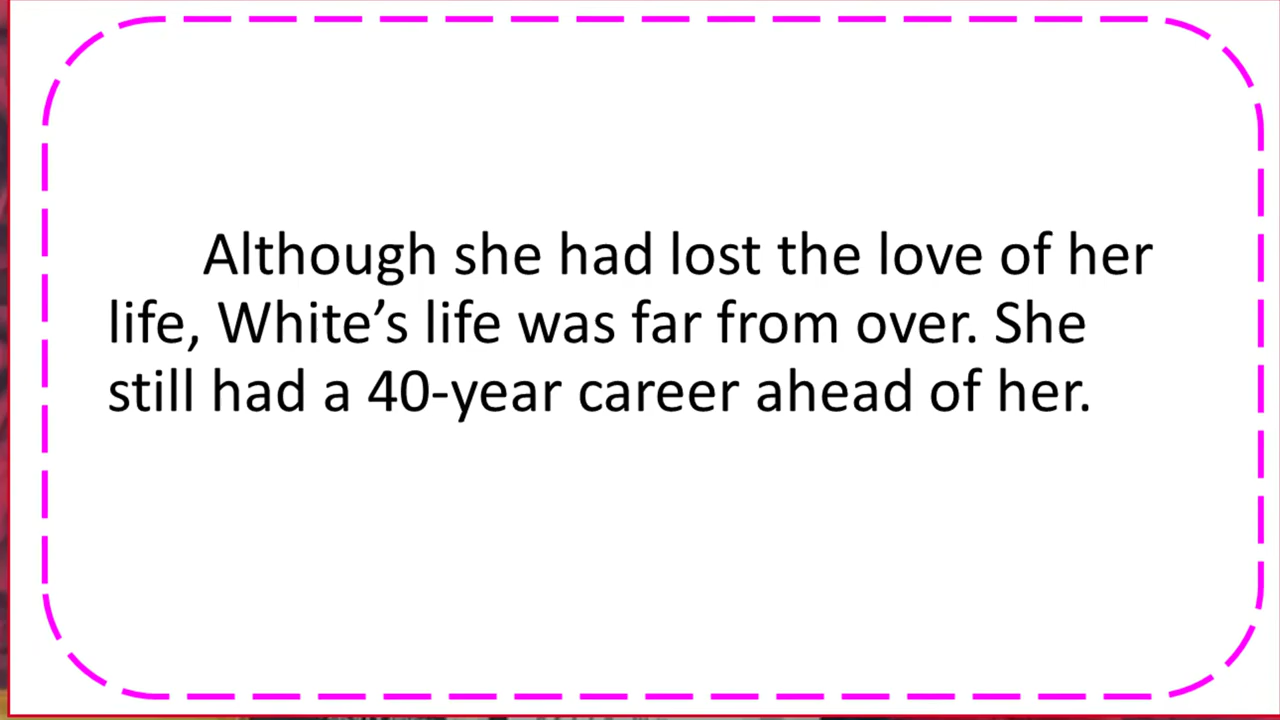 Although she had lost the love of her
life, White’s life was far from over. She
still had a 40-year career ahead of her.